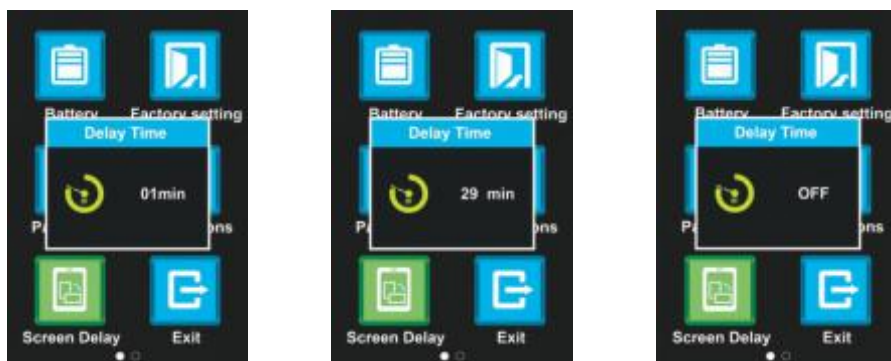 Battery Factory setting
Delay Time
01min
Screen Delay Exit
Battery Factory setting
Delay Time
29 min
Screen Delay Exit
Battery Factory setting
Delay Time
OFF
Screen Delay Exit